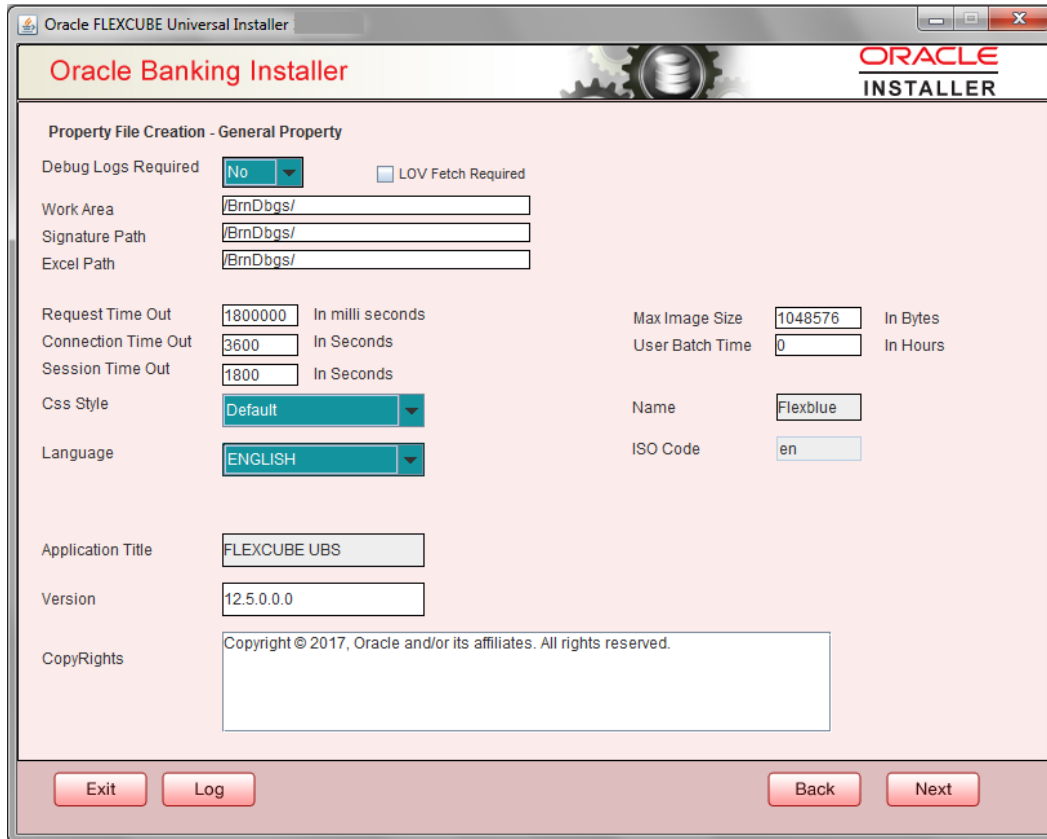 Oracle FLEXCUBE Universal Installer
Oracle Banking Installer
ORACLE
INSTALLER
Property File Creation - General Property
Debug Logs Required No LOV Fetch Required
Work Area /BrnDbgs/
Signature Path /BrnDbgs/
Excel Path /BrnDbgs/
Request Time Out 1800000 In milli seconds Max Image Size 1048576 In Bytes
Connection Time Out 3600 In Seconds User Batch Time 0 In Hours
Session Time Out 1800 In Seconds
Css Style Default Name Flexblue
Language ENGLISH ISO Code en
Application Title FLEXCUBE UBS
Version 12.5.0.0.0
CopyRights Copyright © 2017, Oracle and/or its affiliates. All rights reserved.
Exit Log Back Next